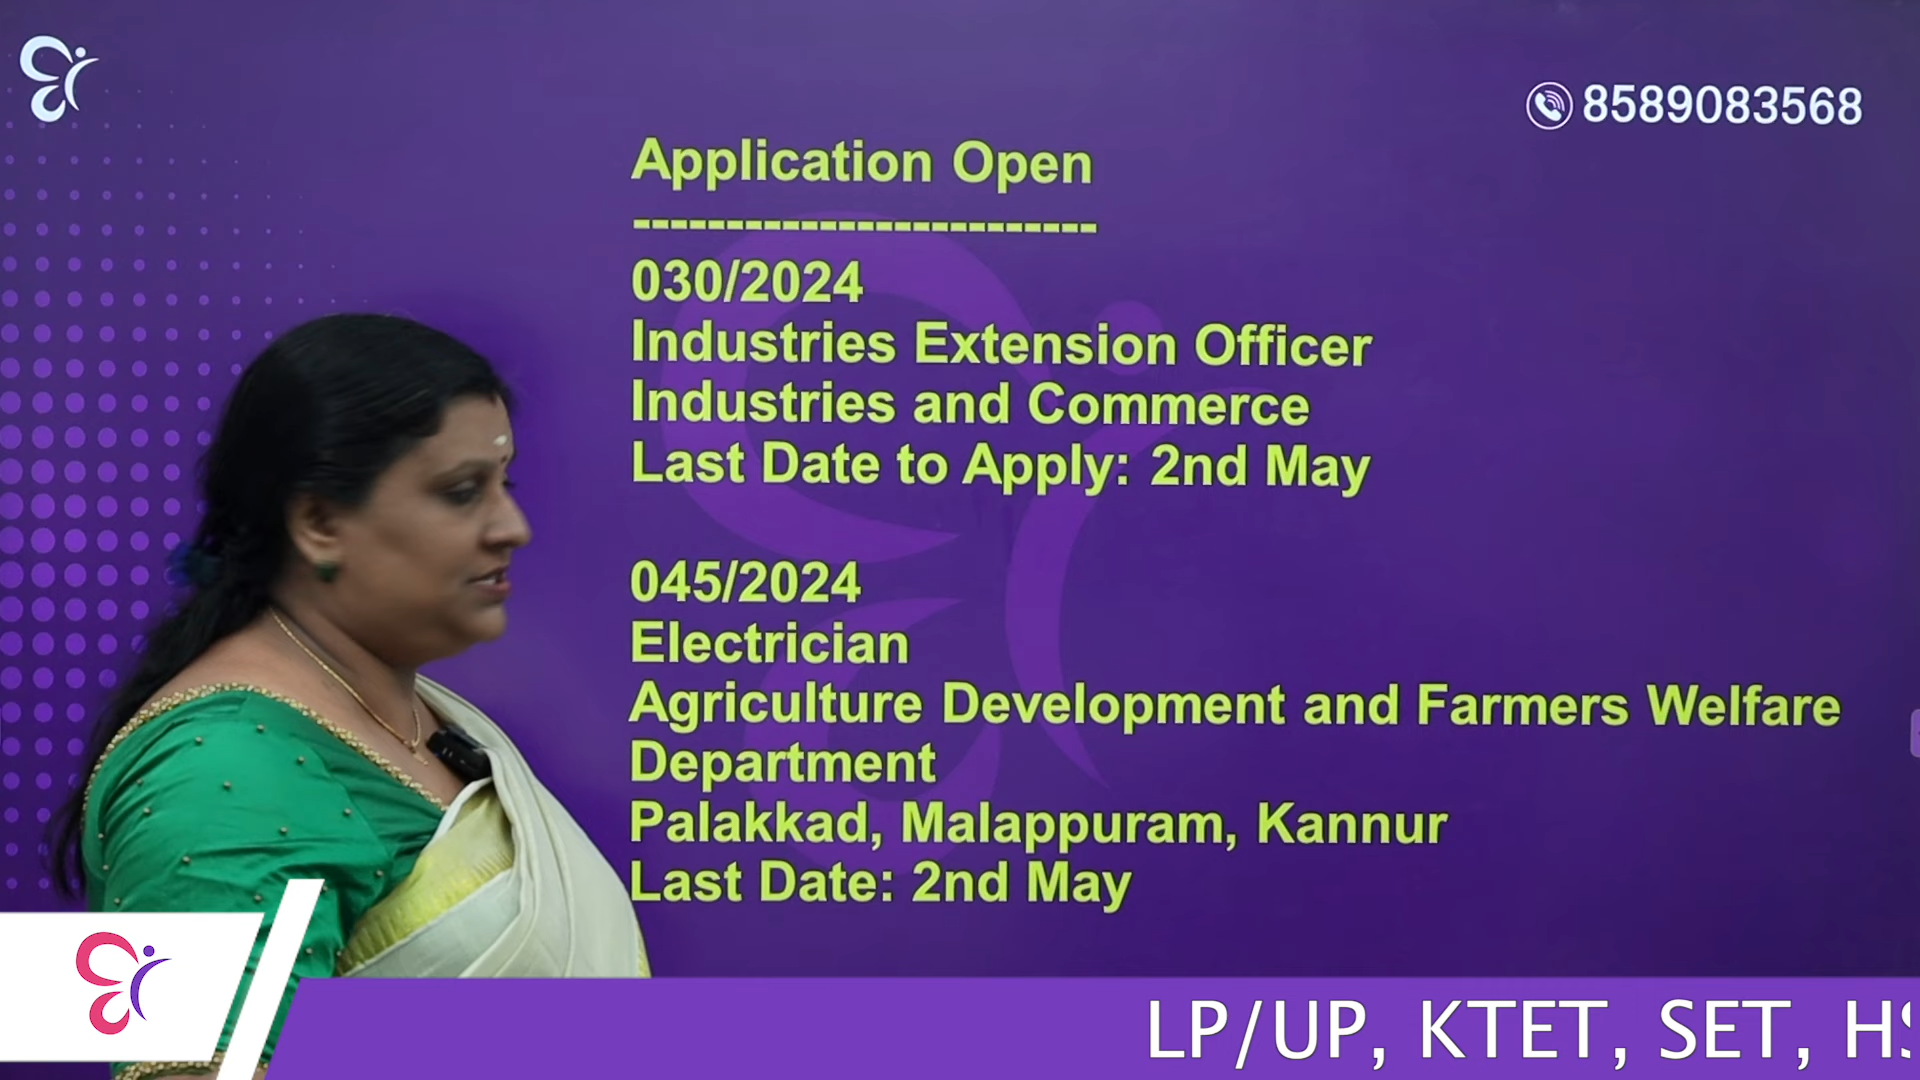 8589083568
Application Open
-------------------------
030/2024
Industries Extension Officer
Industries and Commerce
Last Date to Apply: 2nd May
045/2024
Electrician
Agriculture Development and Farmers Welfare
Department
Palakkad, Malappuram, Kannur
Last Date: 2nd May
LP/UP, KTET, SET,